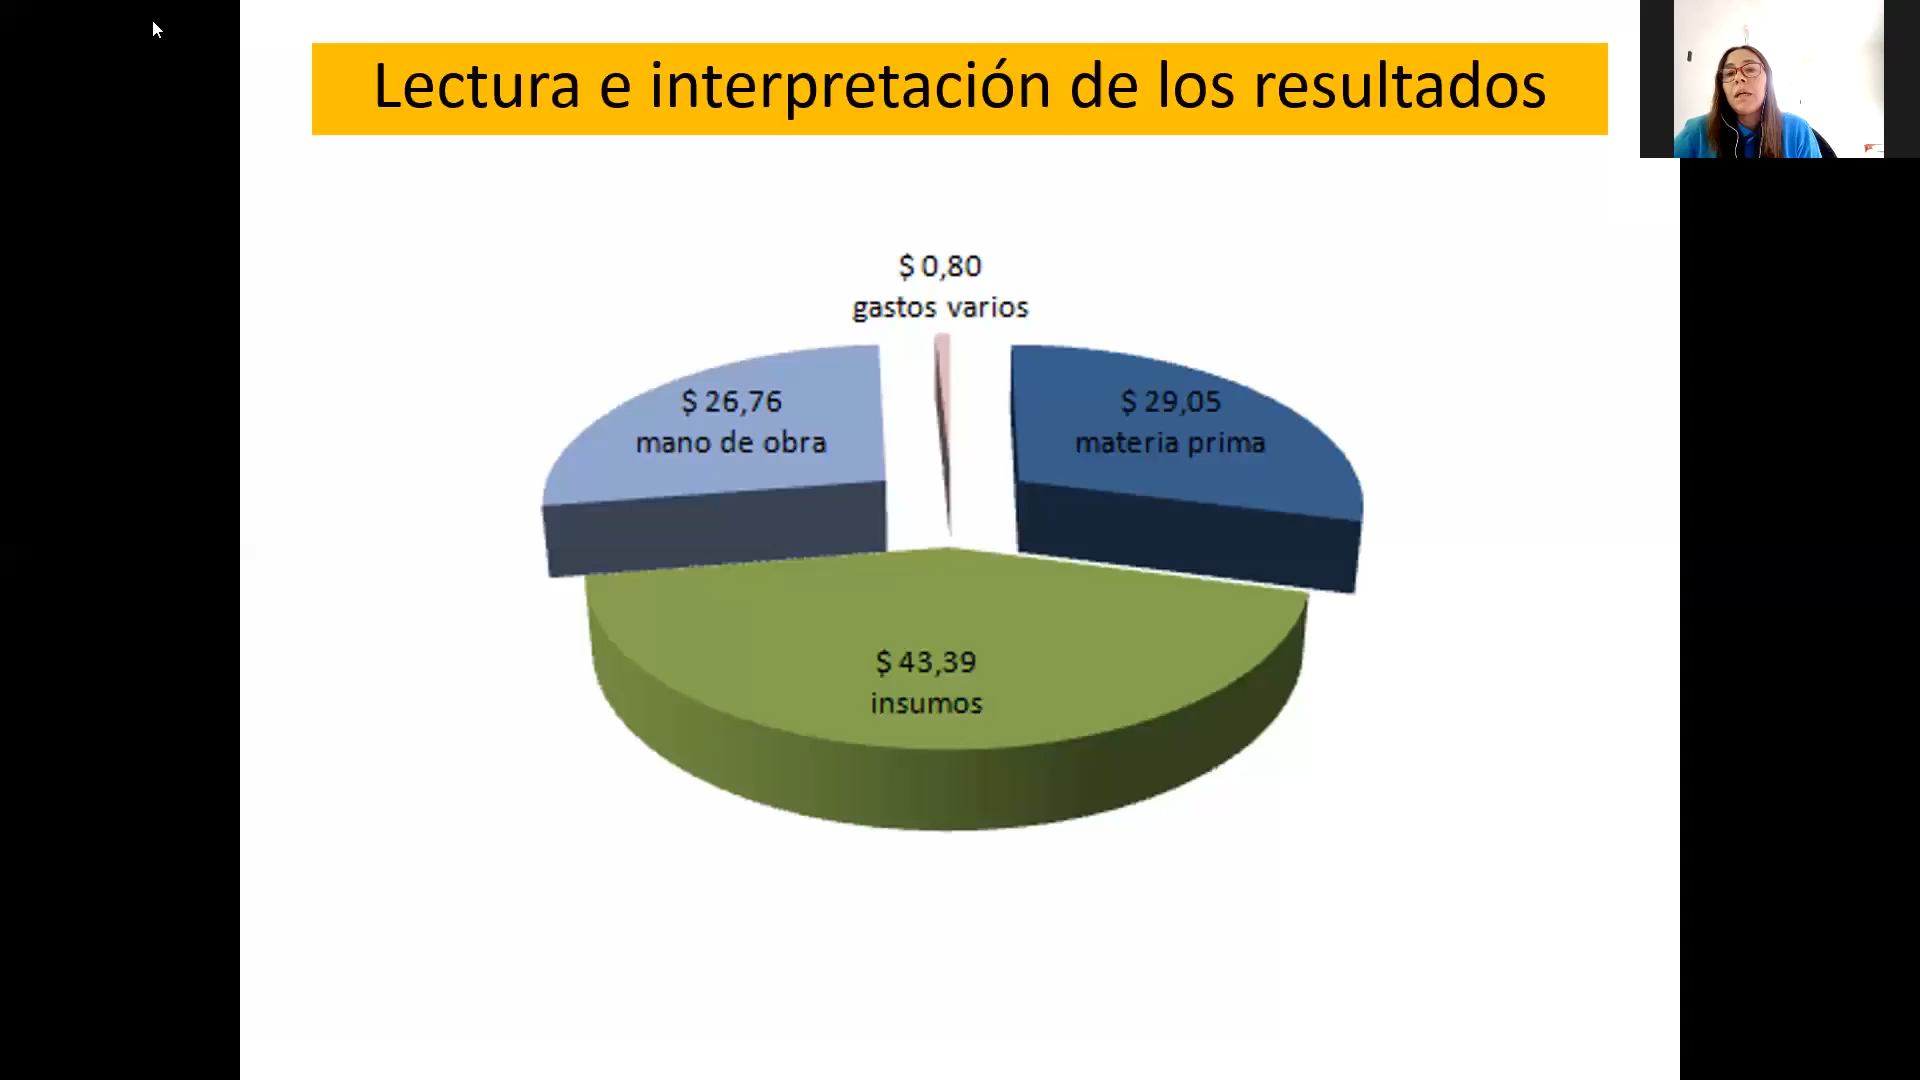 Lectura e interpretación de los resultados
$ 0,80
gastos varios
$ 26,76
mano de obra
$ 29,05
materia prima
$ 43,39
insumos